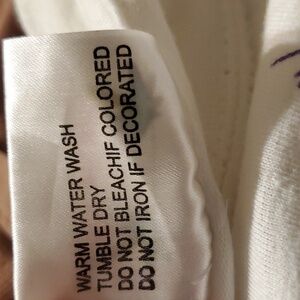 WARM WATER WASH
TUMBLE DRY
DO NOT BLEACHIF COLORED
DO NOT IRON IF DECORATED